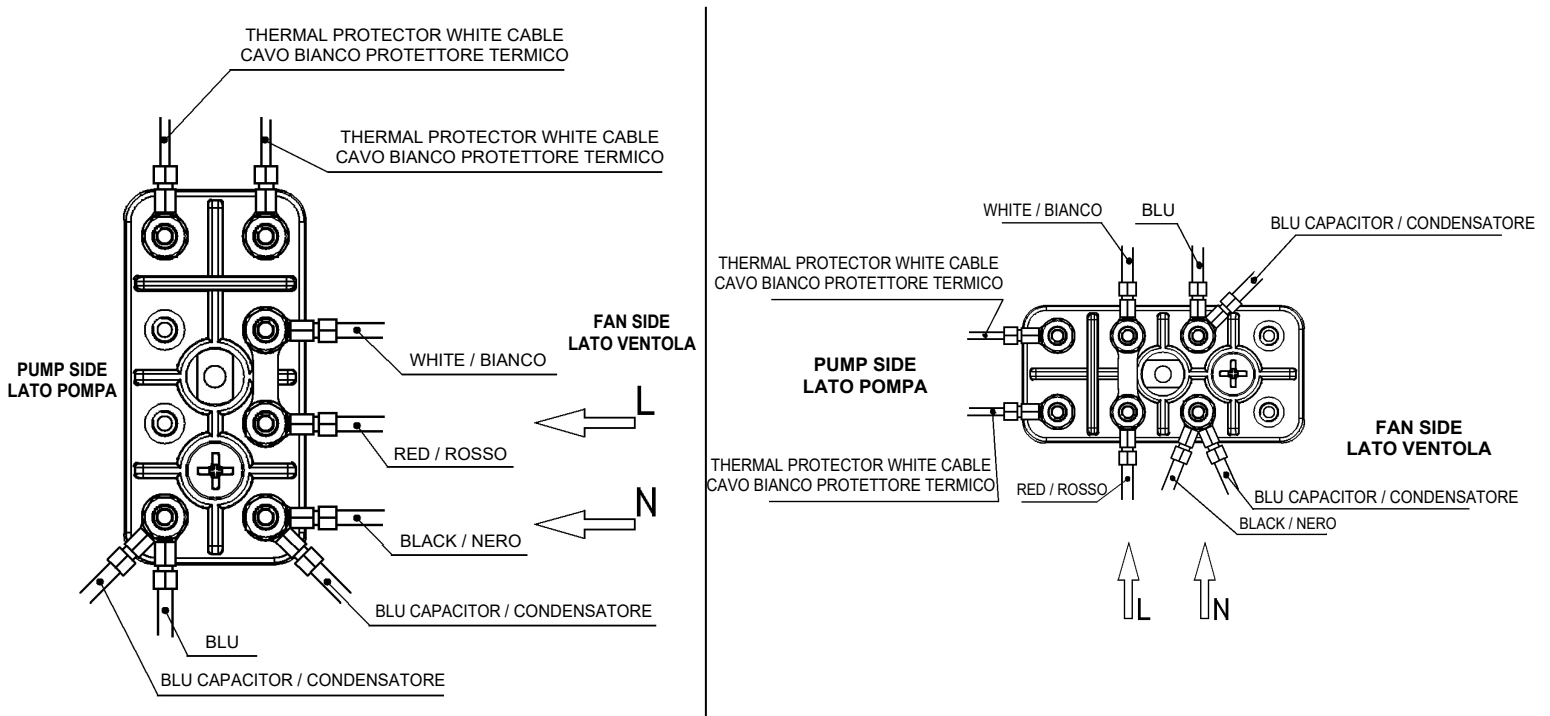 THERMAL PROTECTOR WHITE CABLE
CAVO BIANCO PROTETTORE TERMICO
THERMAL PROTECTOR WHITE CABLE
CAVO BIANCO PROTETTORE TERMICO
FAN SIDE
LATO VENTOLA
WHITE / BIANCO
PUMP SIDE
LATO POMPA
L
RED / ROSSO
N
BLACK / NERO
BLU CAPACITOR / CONDENSATORE
BLU
BLU CAPACITOR / CONDENSATORE
WHITE / BIANCO
BLU
BLU CAPACITOR / CONDENSATORE
THERMAL PROTECTOR WHITE CABLE
CAVO BIANCO PROTETTORE TERMICO
PUMP SIDE
LATO POMPA
FAN SIDE
LATO VENTOLA
THERMAL PROTECTOR WHITE CABLE
CAVO BIANCO PROTETTORE TERMICO
RED / ROSSO
BLU CAPACITOR / CONDENSATORE
BLACK / NERO
L
N